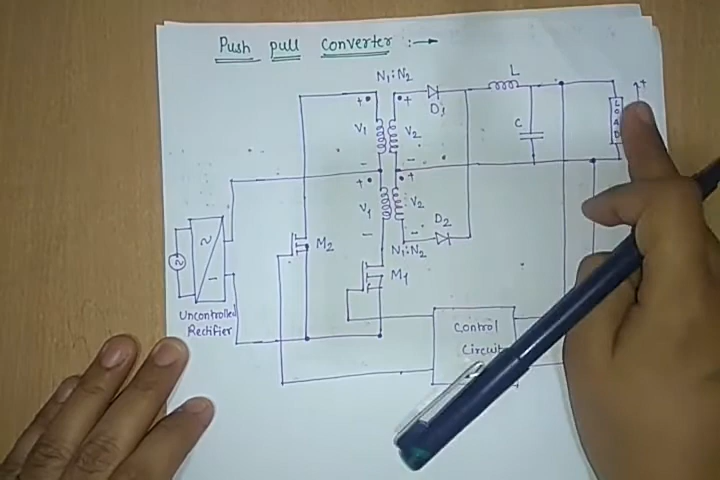 Push pull converter :→
N₁:N₂
L
+
D₁
V₁
V₂
C
LOAD
+ +
- -
+ +
V₁
V₂
D₂
- -
N₁:N₂
~
~
-
M₂
M₁
Uncontrolled
Rectifier
Control
Circuit